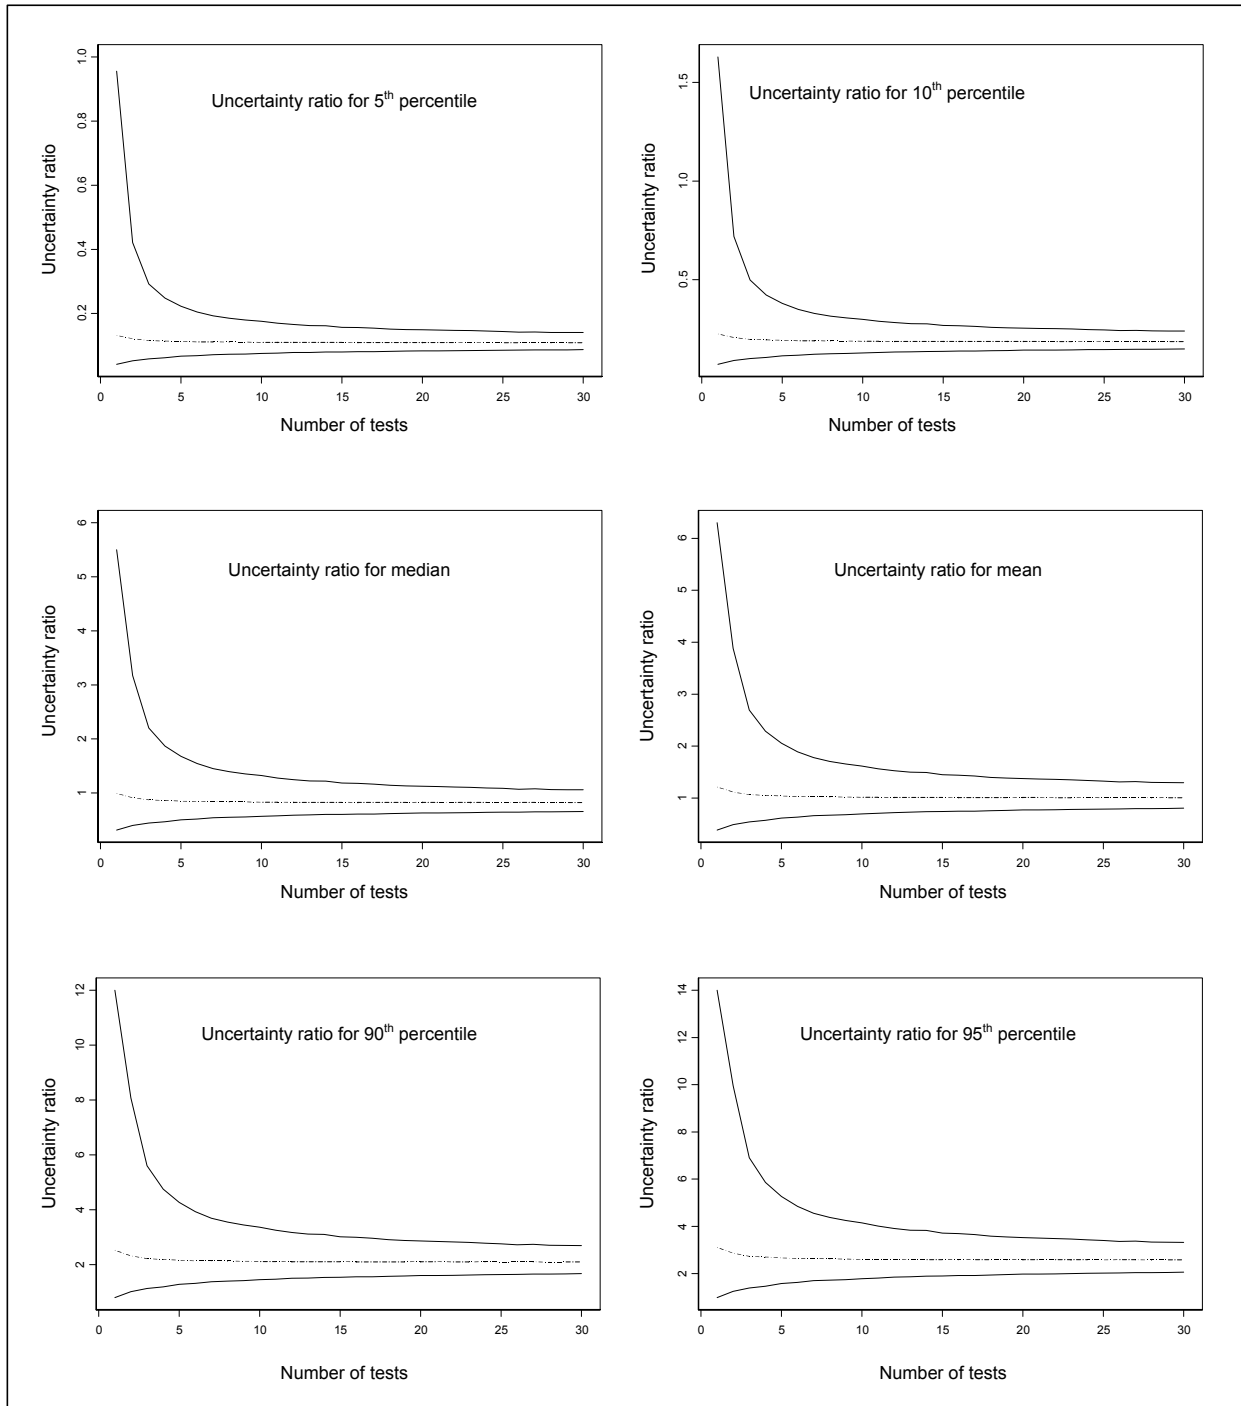 Uncertainty ratio for 5th percentile
Uncertainty ratio
1.0
0.8
0.6
0.4
0.2
0 5 10 15 20 25 30
Number of tests
Uncertainty ratio for 10th percentile
Uncertainty ratio
1.5
1.0
0.5
0 5 10 15 20 25 30
Number of tests
Uncertainty ratio for median
Uncertainty ratio
6
5
4
3
2
1
0 5 10 15 20 25 30
Number of tests
Uncertainty ratio for mean
Uncertainty ratio
6
5
4
3
2
1
0 5 10 15 20 25 30
Number of tests
Uncertainty ratio for 90th percentile
Uncertainty ratio
12
10
8
6
4
2
0 5 10 15 20 25 30
Number of tests
Uncertainty ratio for 95th percentile
Uncertainty ratio
14
12
10
8
6
4
2
0 5 10 15 20 25 30
Number of tests